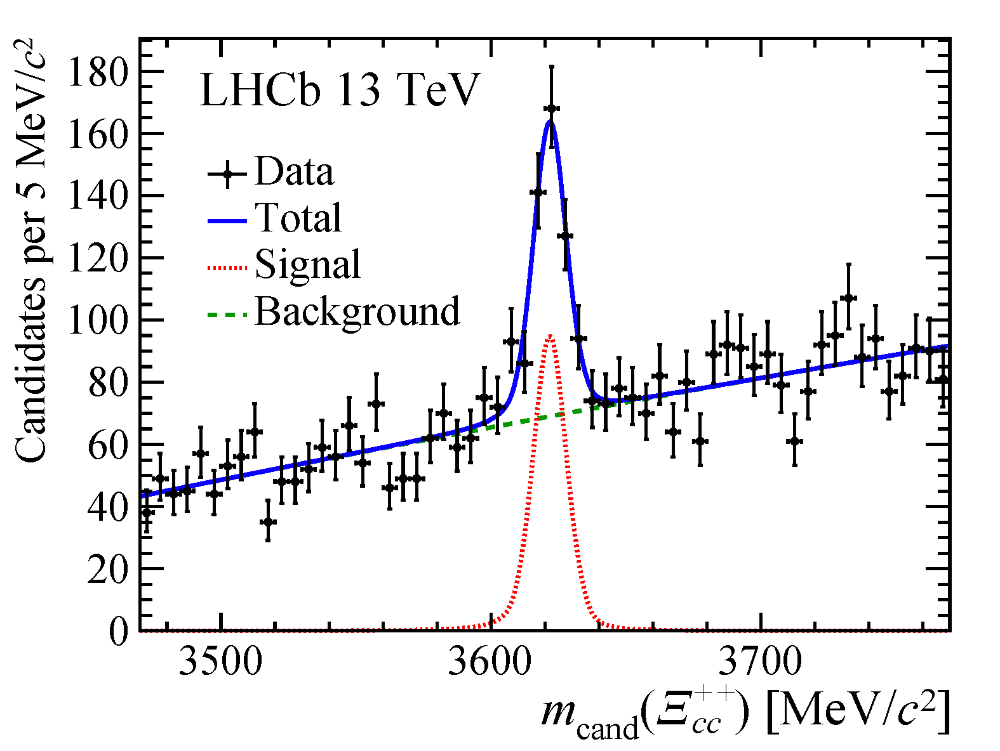 Candidates per 5 MeV/c²
180
160
140
120
100
80
60
40
20
0
LHCb 13 TeV
Data
Total
Signal
Background
3500 3600 3700
m_cand(Ξ_cc^++) [MeV/c²]